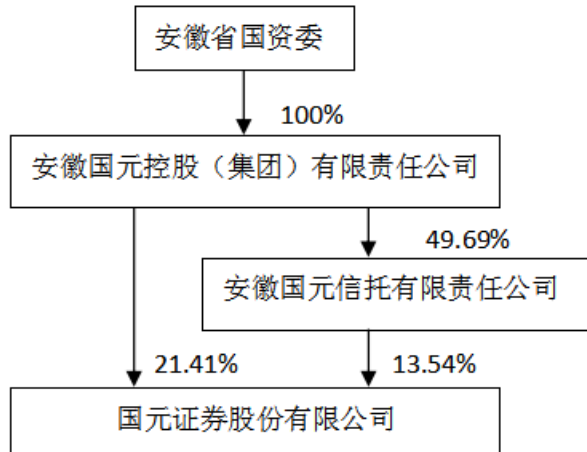 安徽省国资委
100%
安徽国元控股（集团）有限责任公司
49.69%
安徽国元信托有限责任公司
21.41%
13.54%
国元证券股份有限公司